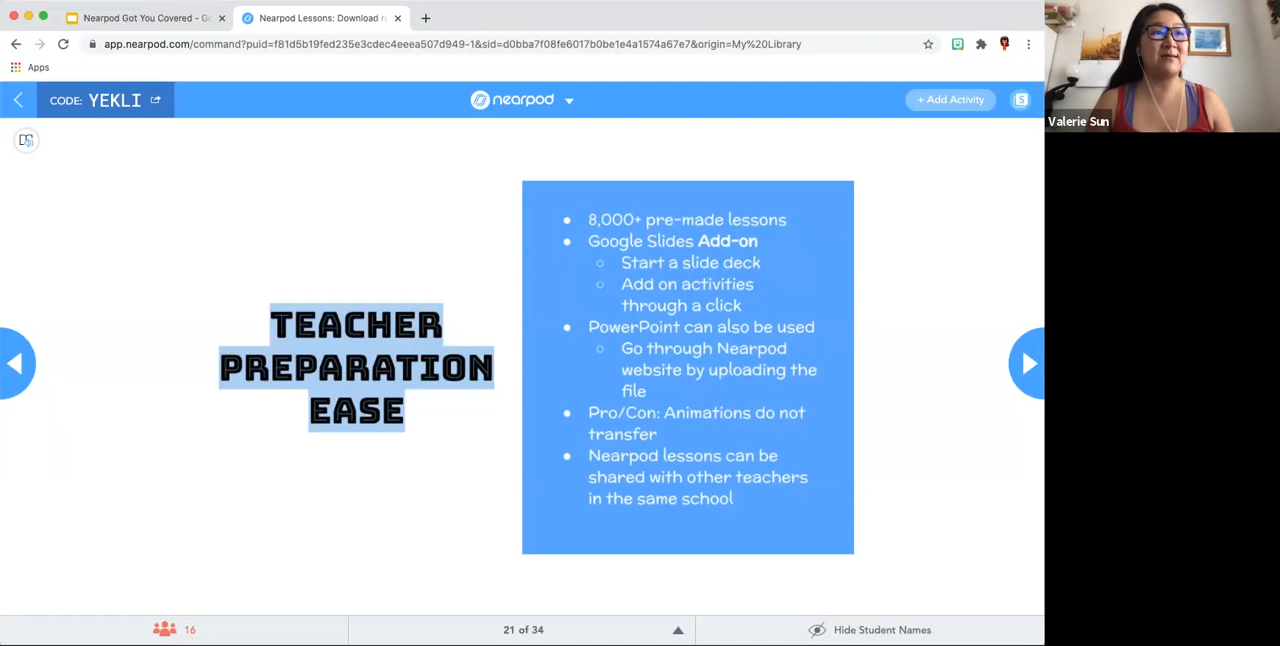 Nearpod Got You Covered - G
Nearpod Lessons: Download r
app.nearpod.com/command?puid=f81d5b19fed235e3cdec4eeea507d949-1&sid=d0bba7f08fe6017b0be1e4a1574a67e7&origin=My%20Library
Apps
CODE: YEKLI
nearpod
+ Add Activity
S
Valerie Sun
TEACHER
PREPARATION
EASE
• 8,000+ pre-made lessons
• Google Slides Add-on
○ Start a slide deck
○ Add on activities
through a click
• PowerPoint can also be used
○ Go through Nearpod
website by uploading the
file
• Pro/Con: Animations do not
transfer
• Nearpod lessons can be
shared with other teachers
in the same school
16
21 of 34
Hide Student Names